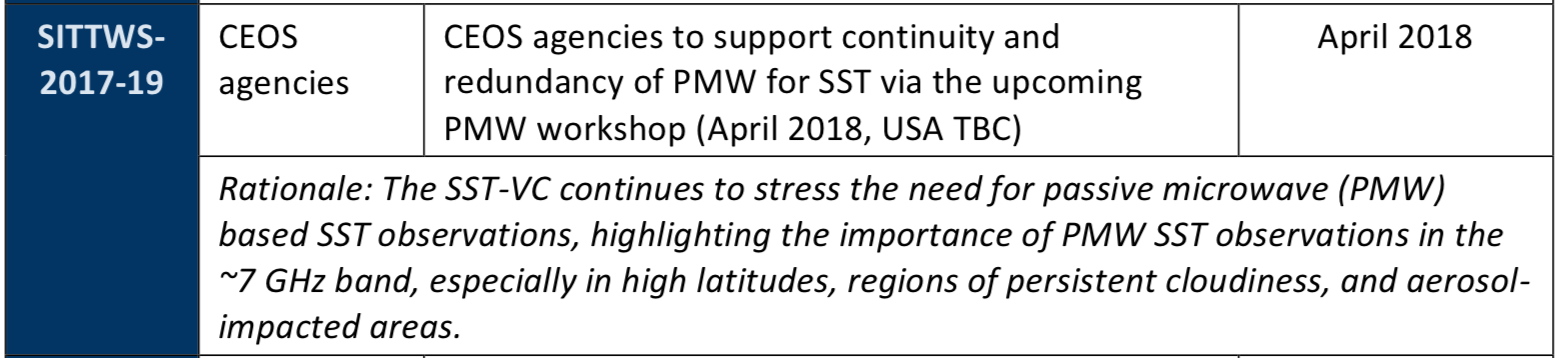 SITTWS-
2017-19
CEOS
agencies
CEOS agencies to support continuity and
redundancy of PMW for SST via the upcoming
PMW workshop (April 2018, USA TBC)
April 2018
Rationale: The SST-VC continues to stress the need for passive microwave (PMW)
based SST observations, highlighting the importance of PMW SST observations in the
~7 GHz band, especially in high latitudes, regions of persistent cloudiness, and aerosol-
impacted areas.